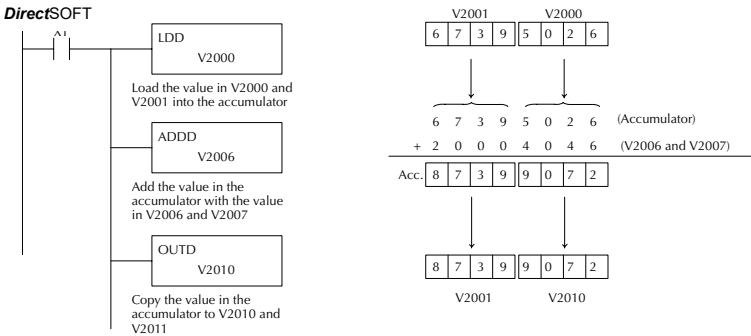 DirectSOFT
X1
LDD
V2000
Load the value in V2000 and
V2001 into the accumulator
ADDD
V2006
Add the value in the
accumulator with the value
in V2006 and V2007
OUTD
V2010
Copy the value in the
accumulator to V2010 and
V2011
V2001 V2000
6 7 3 9 5 0 2 6
6 7 3 9 5 0 2 6 (Accumulator)
+ 2 0 0 0 4 0 4 6 (V2006 and V2007)
Acc. 8 7 3 9 9 0 7 2
8 7 3 9 9 0 7 2
V2001 V2010